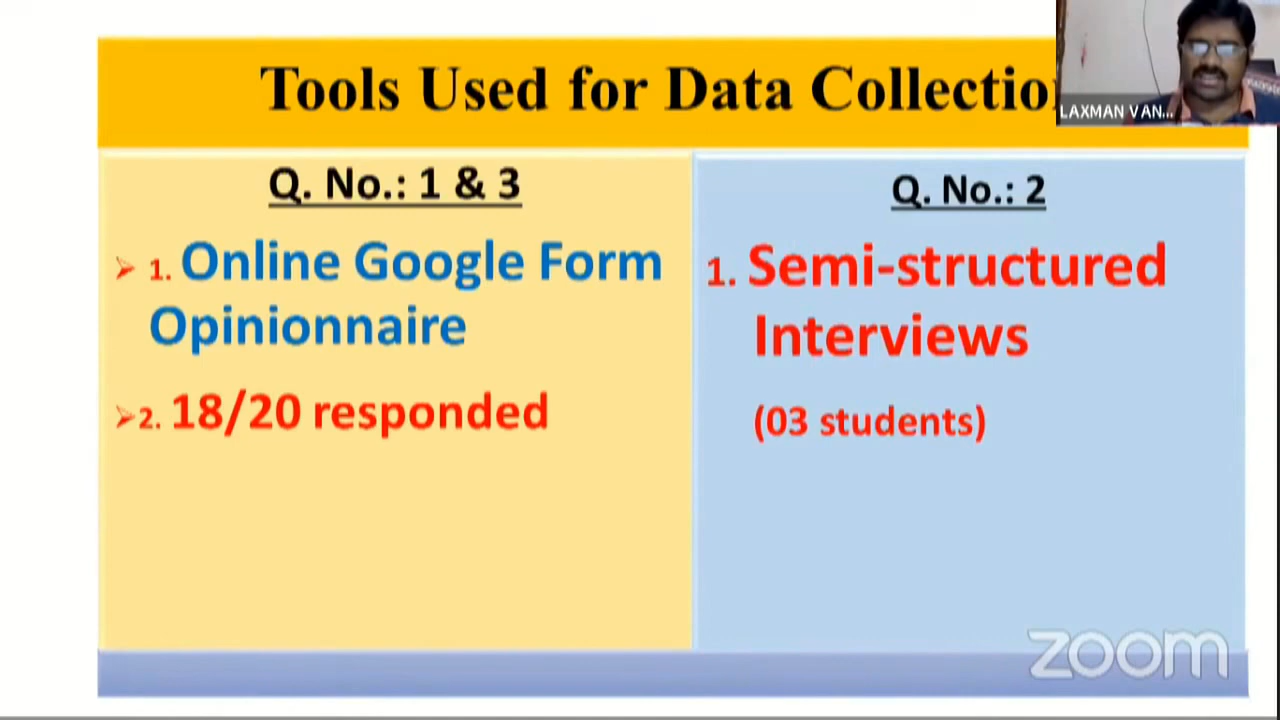 Tools Used for Data Collectio
LAXMAN VAN...
Q. No.: 1 & 3
➢ 1. Online Google Form
Opinionnaire
➢ 2. 18/20 responded
Q. No.: 2
1. Semi-structured
Interviews
(03 students)
zoom